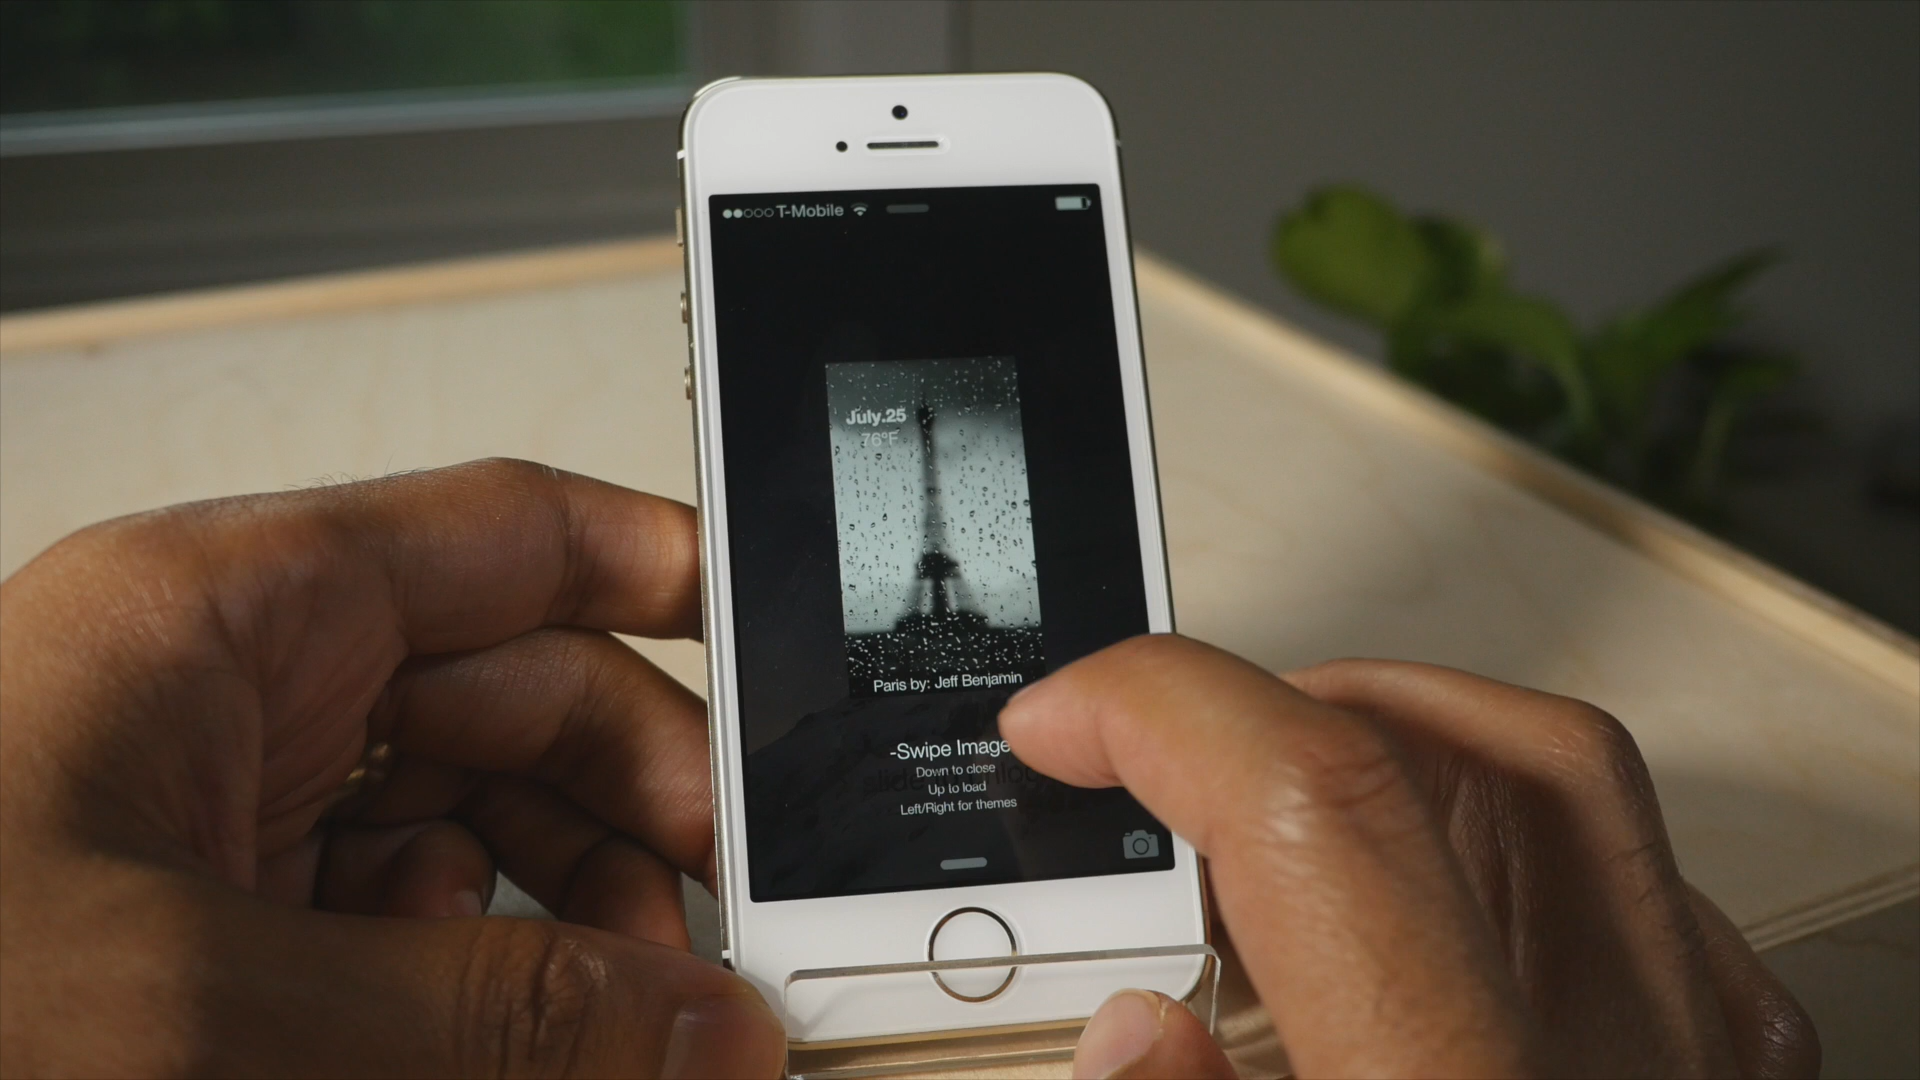 T-Mobile
July.25
76°F
Paris by: Jeff Benjamin
-Swipe Image
Down to close
Up to load
Left/Right for themes